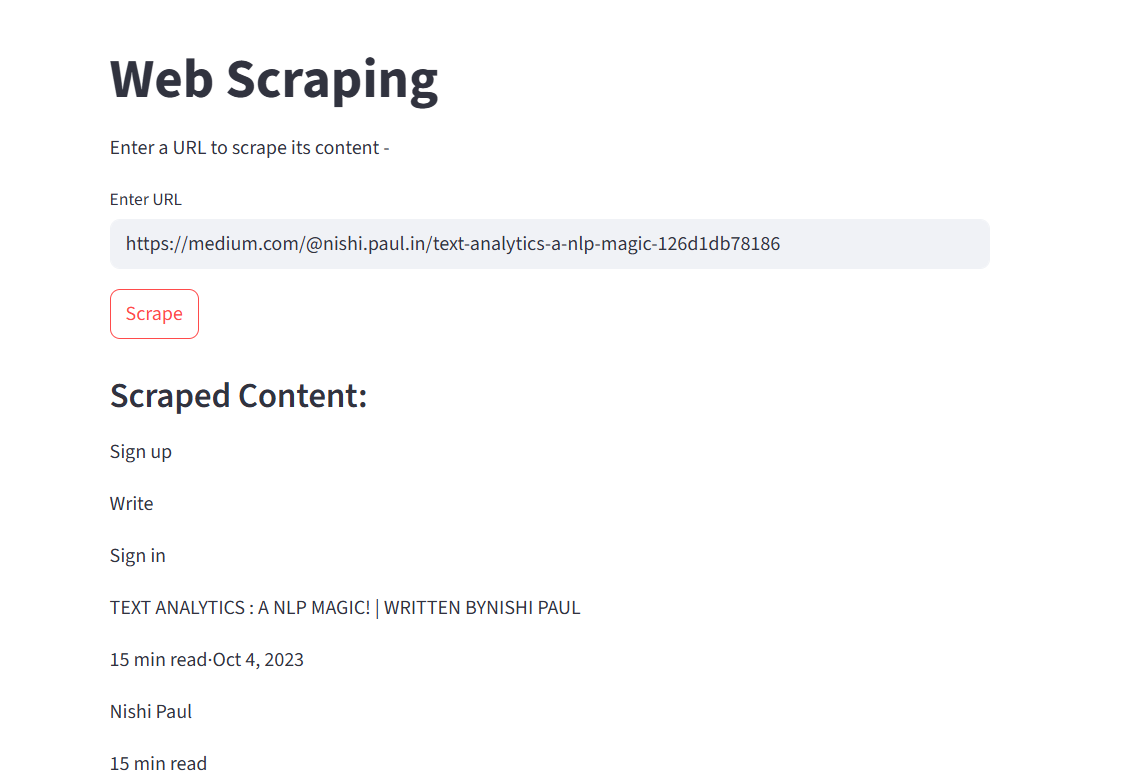 Web Scraping
Enter a URL to scrape its content -
Enter URL
https://medium.com/@nishi.paul.in/text-analytics-a-nlp-magic-126d1db78186
Scrape
Scraped Content:
Sign up
Write
Sign in
TEXT ANALYTICS : A NLP MAGIC! | WRITTEN BYNISHI PAUL
15 min read·Oct 4, 2023
Nishi Paul
15 min read